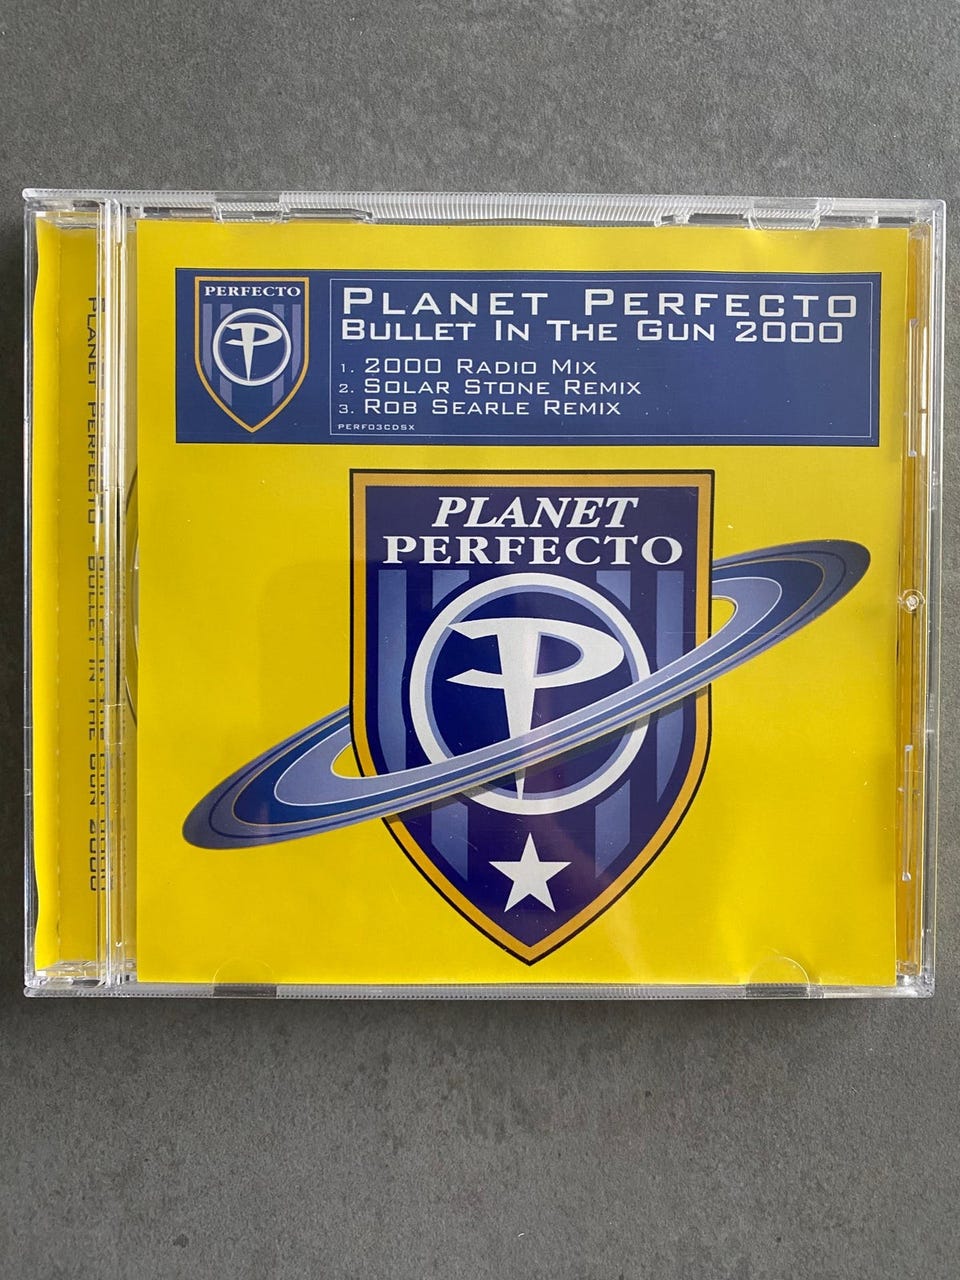 PERFECTO
PLANET PERFECTO
BULLET IN THE GUN 2000
1. 2000 RADIO MIX
2. SOLAR STONE REMIX
3. ROB SEARLE REMIX
PERF03CDSX
PLANET
PERFECTO
P
PLANET PERFECTO - BULLET IN THE GUN 2000